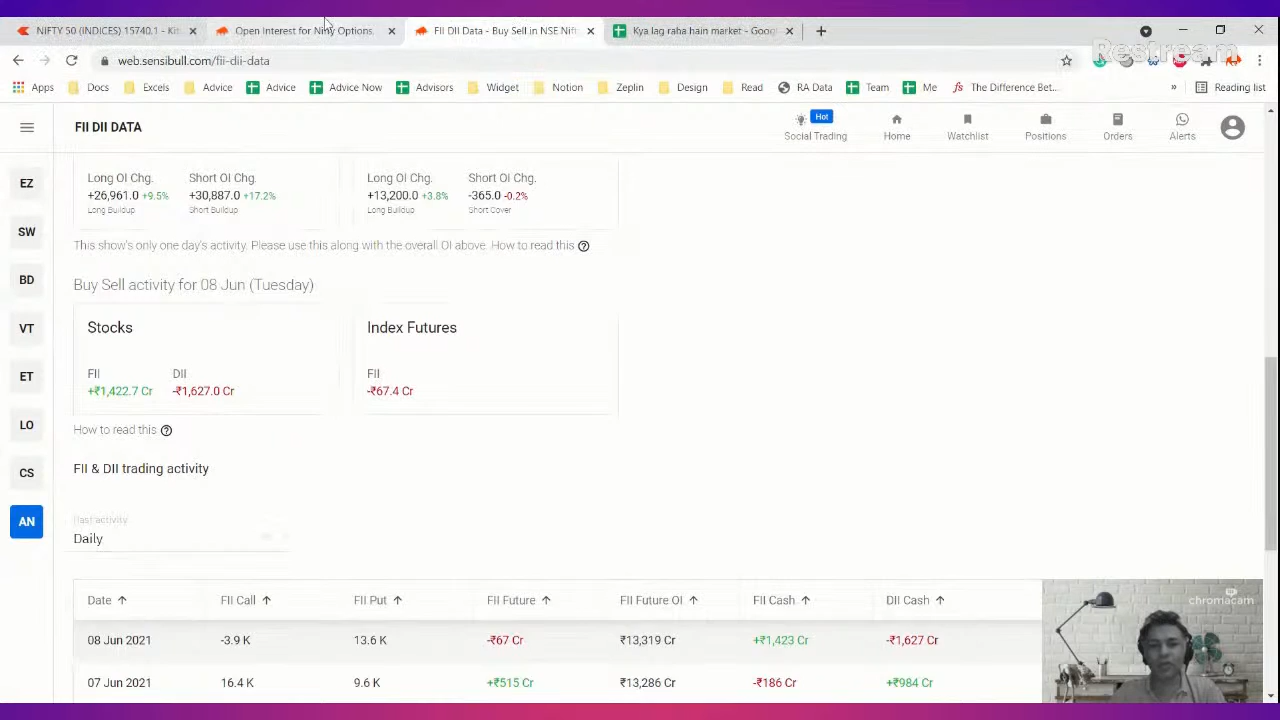 NIFTY 50 (INDICES) 15740.1 - Kit
Open Interest for Nifty Options,
FII DII Data - Buy Sell in NSE Nift
Kya lag raha hain market - Goog
Restream
web.sensibull.com/fii-dii-data
Apps
Docs
Excels
Advice
Advice
Advice Now
Advisors
Widget
Notion
Zeplin
Design
Read
RA Data
Team
Me
The Difference Bet...
»
Reading list
FII DII DATA
Hot
Social Trading
Home
Watchlist
Positions
Orders
Alerts
EZ
SW
BD
VT
ET
LO
CS
AN
Long OI Chg. Short OI Chg.
+26,961.0 +9.5% +30,887.0 +17.2%
Long Buildup Short Buildup
Long OI Chg. Short OI Chg.
+13,200.0 +3.8% -365.0 -0.2%
Long Buildup Short Cover
This show's only one day's activity. Please use this along with the overall OI above. How to read this
Buy Sell activity for 08 Jun (Tuesday)
Stocks
FII DII
+₹1,422.7 Cr -₹1,627.0 Cr
Index Futures
FII
-₹67.4 Cr
How to read this
FII & DII trading activity
Daily
Date FII Call FII Put FII Future FII Future OI FII Cash DII Cash
08 Jun 2021 -3.9 K 13.6 K -₹67 Cr ₹13,319 Cr +₹1,423 Cr -₹1,627 Cr
07 Jun 2021 16.4 K 9.6 K +₹515 Cr ₹13,286 Cr -₹186 Cr +₹984 Cr
chromacam